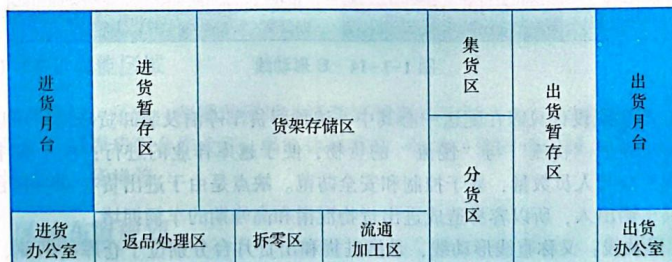 进货月台
进货暂存区
货架存储区
集货区
分货区
出货暂存区
出货月台
进货
办公室
返品处理区
拆零区
流通
加工区
出货
办公室